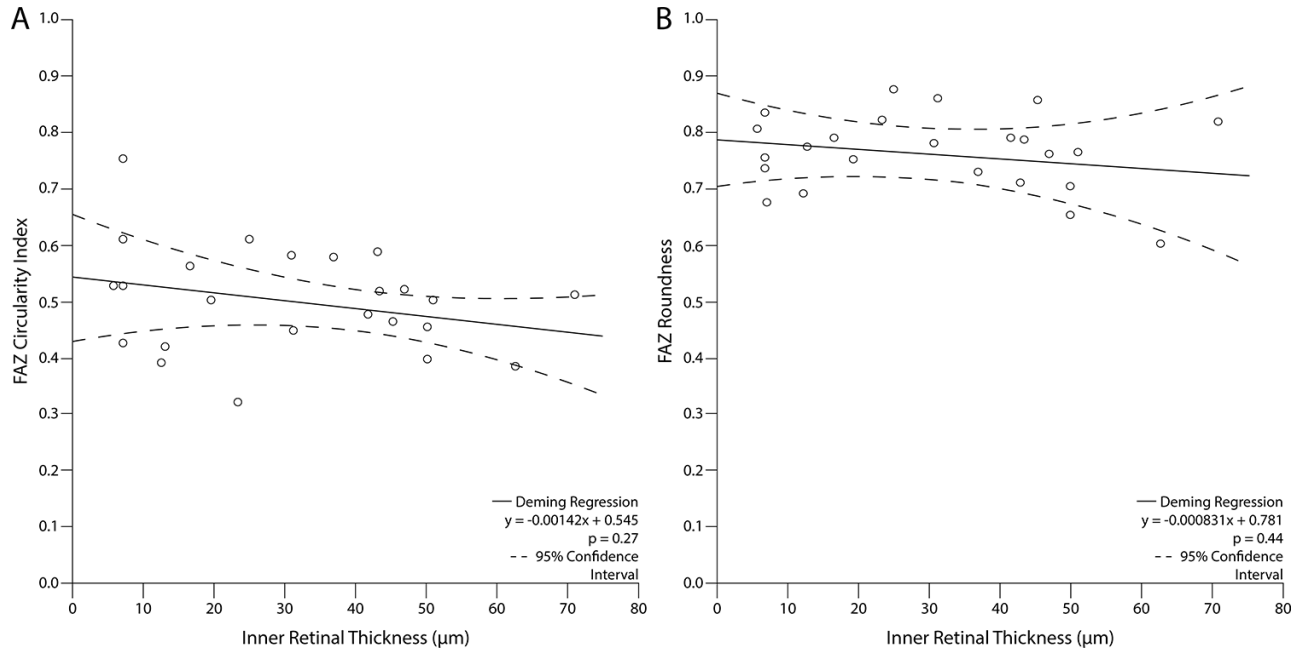 A
1.0
0.9
0.8
0.7
0.6
0.5
0.4
0.3
0.2
0.1
0.0
FAZ Circularity Index
Deming Regression
y = -0.00142x + 0.545
p = 0.27
95% Confidence
Interval
0 10 20 30 40 50 60 70 80
Inner Retinal Thickness (μm)
B
1.0
0.9
0.8
0.7
0.6
0.5
0.4
0.3
0.2
0.1
0.0
FAZ Roundness
Deming Regression
y = -0.000831x + 0.781
p = 0.44
95% Confidence
Interval
0 10 20 30 40 50 60 70 80
Inner Retinal Thickness (μm)